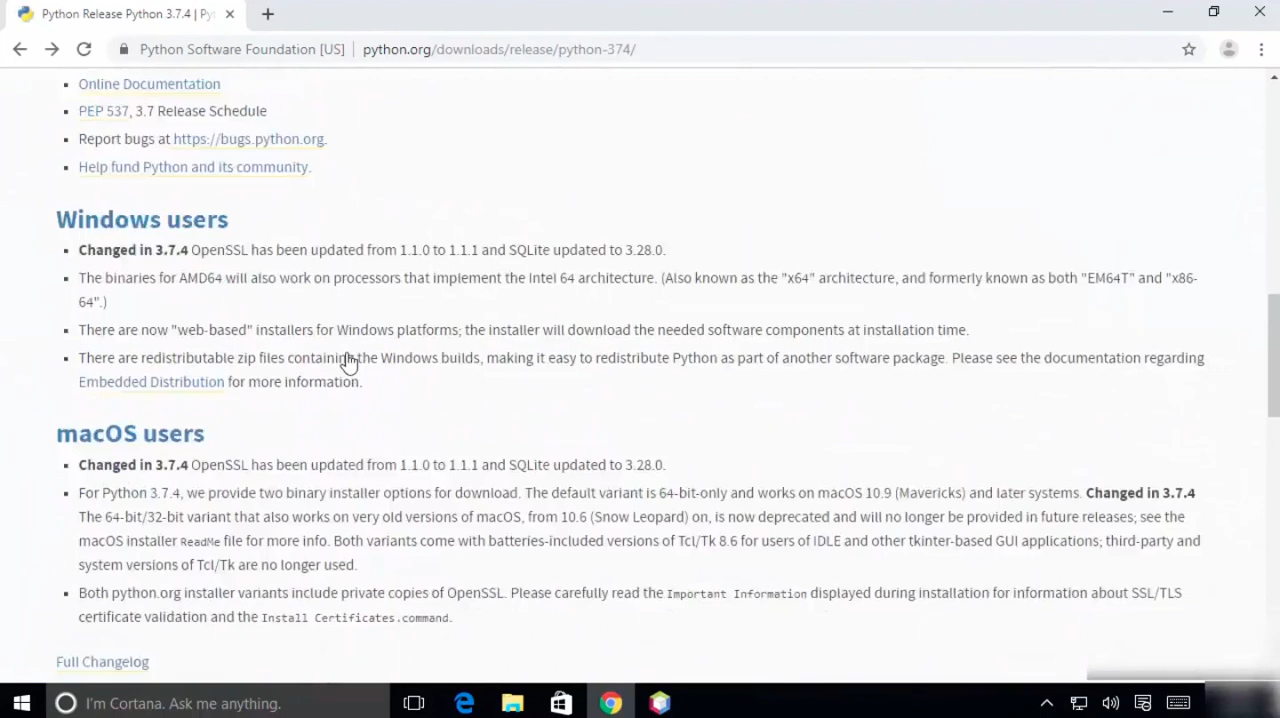 Python Release Python 3.7.4 | Py
Python Software Foundation [US] | python.org/downloads/release/python-374/
Online Documentation
PEP 537, 3.7 Release Schedule
Report bugs at https://bugs.python.org.
Help fund Python and its community.
Windows users
Changed in 3.7.4 OpenSSL has been updated from 1.1.0 to 1.1.1 and SQLite updated to 3.28.0.
The binaries for AMD64 will also work on processors that implement the Intel 64 architecture. (Also known as the "x64" architecture, and formerly known as both "EM64T" and "x86-
64".)
There are now "web-based" installers for Windows platforms; the installer will download the needed software components at installation time.
There are redistributable zip files containing the Windows builds, making it easy to redistribute Python as part of another software package. Please see the documentation regarding
Embedded Distribution for more information.
macOS users
Changed in 3.7.4 OpenSSL has been updated from 1.1.0 to 1.1.1 and SQLite updated to 3.28.0.
For Python 3.7.4, we provide two binary installer options for download. The default variant is 64-bit-only and works on macOS 10.9 (Mavericks) and later systems. Changed in 3.7.4
The 64-bit/32-bit variant that also works on very old versions of macOS, from 10.6 (Snow Leopard) on, is now deprecated and will no longer be provided in future releases; see the
macOS installer ReadMe file for more info. Both variants come with batteries-included versions of Tcl/Tk 8.6 for users of IDLE and other tkinter-based GUI applications; third-party and
system versions of Tcl/Tk are no longer used.
Both python.org installer variants include private copies of OpenSSL. Please carefully read the Important Information displayed during installation for information about SSL/TLS
certificate validation and the Install Certificates.command.
Full Changelog
I'm Cortana. Ask me anything.